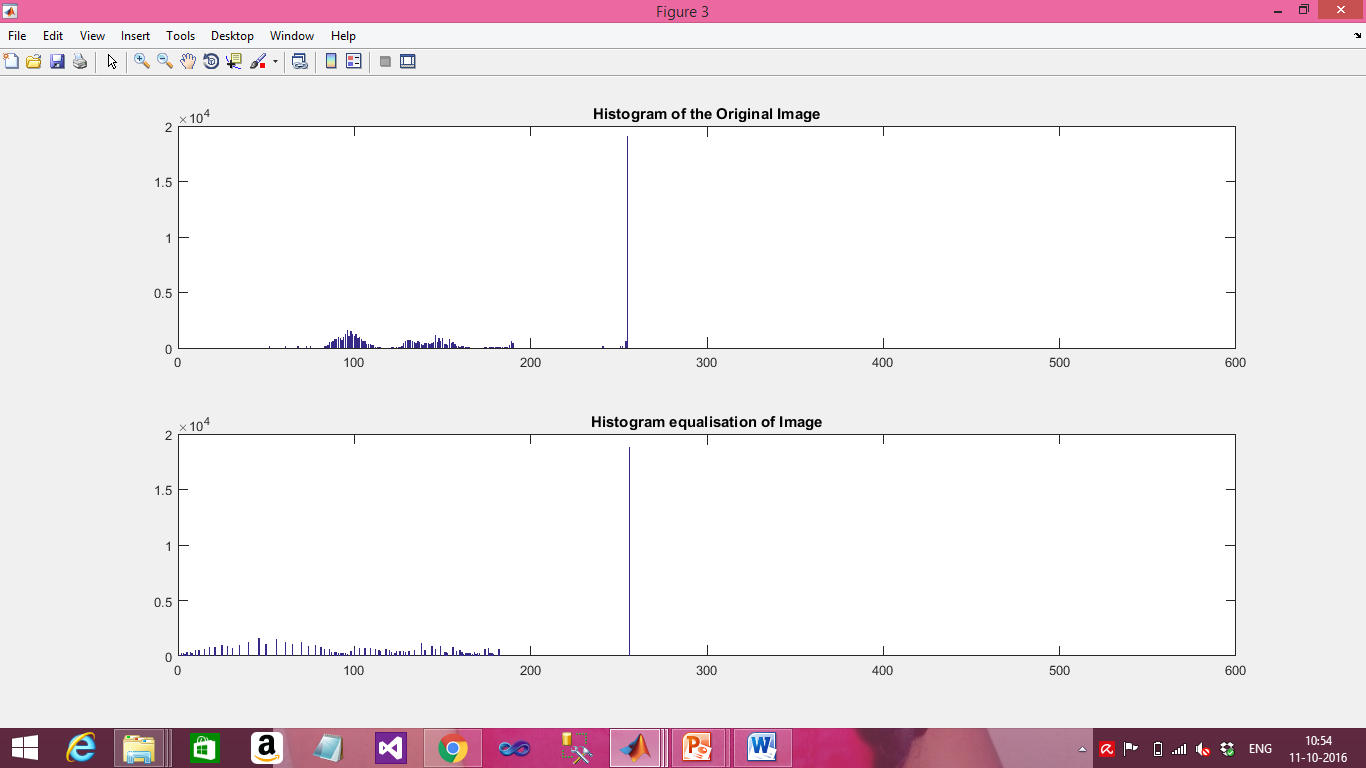 Figure 3
File Edit View Insert Tools Desktop Window Help
Histogram of the Original Image
×10^4
2
1.5
1
0.5
0
0 100 200 300 400 500 600
Histogram equalisation of Image
×10^4
2
1.5
1
0.5
0
0 100 200 300 400 500 600
ENG
10:54
11-10-2016